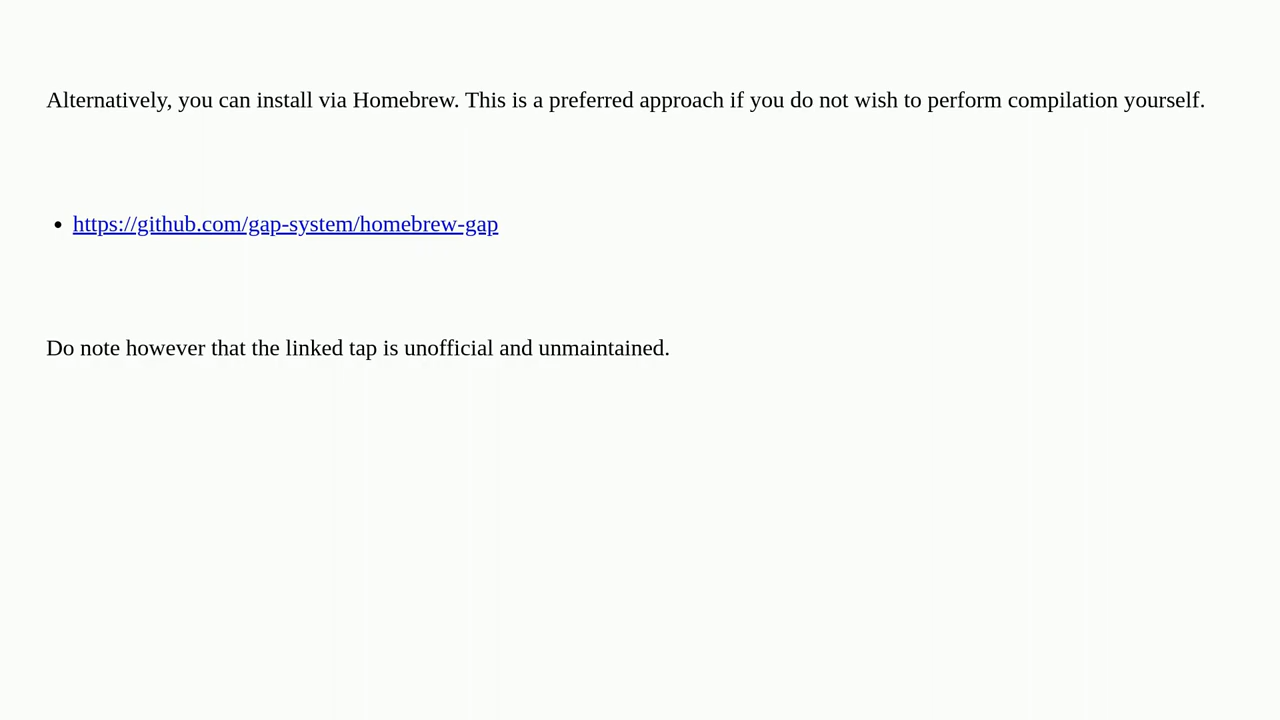 Alternatively, you can install via Homebrew. This is a preferred approach if you do not wish to perform compilation yourself.
• https://github.com/gap-system/homebrew-gap
Do note however that the linked tap is unofficial and unmaintained.